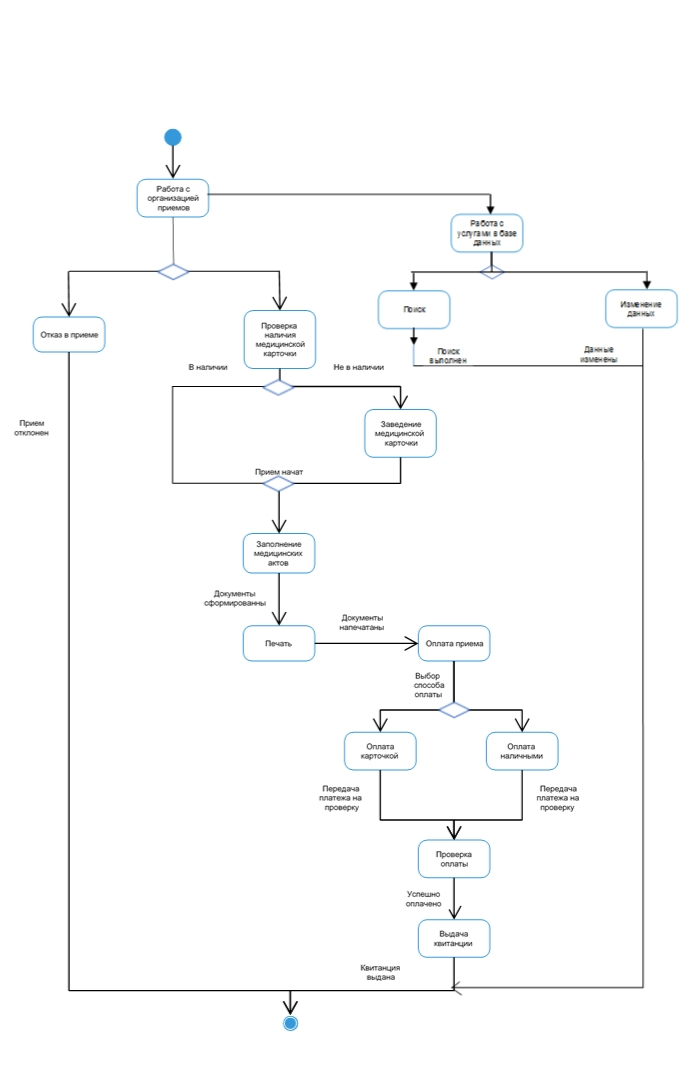 Работа с
организацией
приемов
Работа с
услугами в базе
данных
Отказ в приеме
Проверка
наличия
медицинской
карточки
Поиск
Изменение
данных
Поиск
выполнен
Данные
изменены
В наличии
Не в наличии
Прием
отклонен
Заведение
медицинской
карточки
Прием начат
Заполнение
медицинских
актов
Документы
сформированны
Печать
Документы
напечатаны
Оплата приема
Выбор
способа
оплаты
Оплата
карточкой
Оплата
наличными
Передача
платежа на
проверку
Передача
платежа на
проверку
Проверка
оплаты
Успешно
оплачено
Выдача
квитанции
Квитанция
выдана